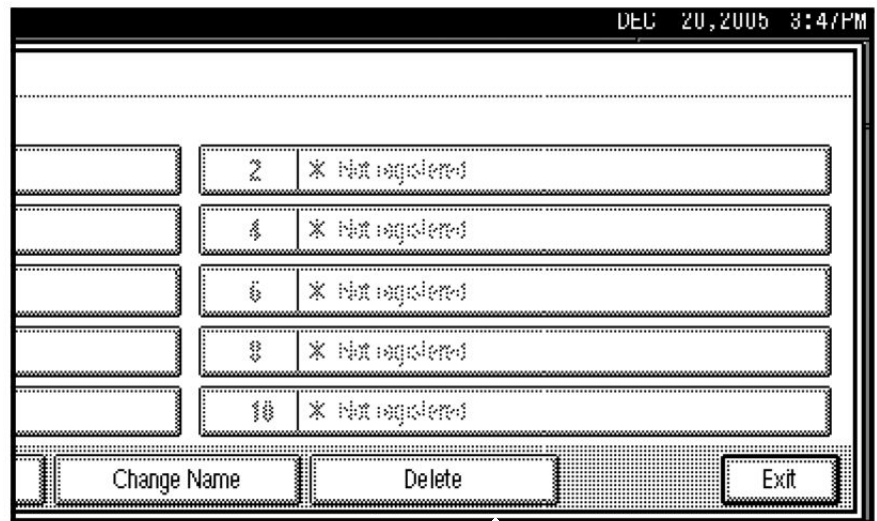 DEC 20,2005 3:47PM
2 * Not registered
4 * Not registered
6 * Not registered
8 * Not registered
10 * Not registered
Change Name Delete Exit